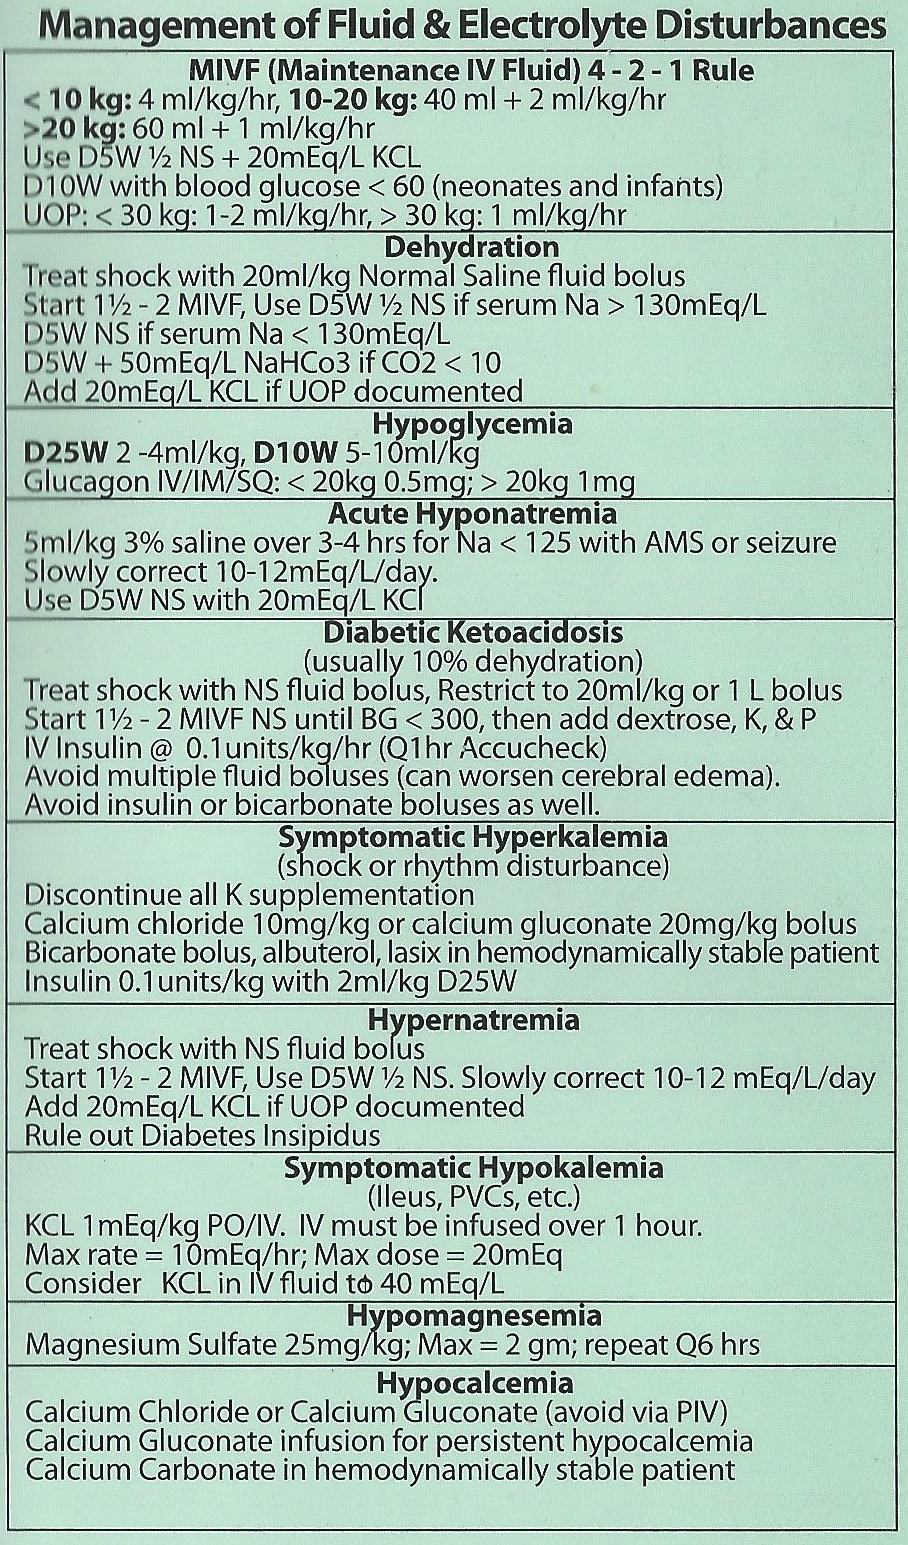 Management of Fluid & Electrolyte Disturbances
MIVF (Maintenance IV Fluid) 4 - 2 - 1 Rule
< 10 kg: 4 ml/kg/hr, 10-20 kg: 40 ml + 2 ml/kg/hr
>20 kg: 60 ml + 1 ml/kg/hr
Use D5W ½ NS + 20mEq/L KCL
D10W with blood glucose < 60 (neonates and infants)
UOP: < 30 kg: 1-2 ml/kg/hr, > 30 kg: 1 ml/kg/hr
Dehydration
Treat shock with 20ml/kg Normal Saline fluid bolus
Start 1½ - 2 MIVF, Use D5W ½ NS if serum Na > 130mEq/L
D5W NS if serum Na < 130mEq/L
D5W + 50mEq/L NaHCo3 if CO2 < 10
Add 20mEq/L KCL if UOP documented
Hypoglycemia
D25W 2 -4ml/kg, D10W 5-10ml/kg
Glucagon IV/IM/SQ: < 20kg 0.5mg; > 20kg 1mg
Acute Hyponatremia
5ml/kg 3% saline over 3-4 hrs for Na < 125 with AMS or seizure
Slowly correct 10-12mEq/L/day.
Use D5W NS with 20mEq/L KCl
Diabetic Ketoacidosis
(usually 10% dehydration)
Treat shock with NS fluid bolus, Restrict to 20ml/kg or 1 L bolus
Start 1½ - 2 MIVF NS until BG < 300, then add dextrose, K, & P
IV Insulin @ 0.1units/kg/hr (Q1hr Accucheck)
Avoid multiple fluid boluses (can worsen cerebral edema).
Avoid insulin or bicarbonate boluses as well.
Symptomatic Hyperkalemia
(shock or rhythm disturbance)
Discontinue all K supplementation
Calcium chloride 10mg/kg or calcium gluconate 20mg/kg bolus
Bicarbonate bolus, albuterol, lasix in hemodynamically stable patient
Insulin 0.1units/kg with 2ml/kg D25W
Hypernatremia
Treat shock with NS fluid bolus
Start 1½ - 2 MIVF, Use D5W ½ NS. Slowly correct 10-12 mEq/L/day
Add 20mEq/L KCL if UOP documented
Rule out Diabetes Insipidus
Symptomatic Hypokalemia
(Ileus, PVCs, etc.)
KCL 1mEq/kg PO/IV. IV must be infused over 1 hour.
Max rate = 10mEq/hr; Max dose = 20mEq
Consider KCL in IV fluid to 40 mEq/L
Hypomagnesemia
Magnesium Sulfate 25mg/kg; Max = 2 gm; repeat Q6 hrs
Hypocalcemia
Calcium Chloride or Calcium Gluconate (avoid via PIV)
Calcium Gluconate infusion for persistent hypocalcemia
Calcium Carbonate in hemodynamically stable patient